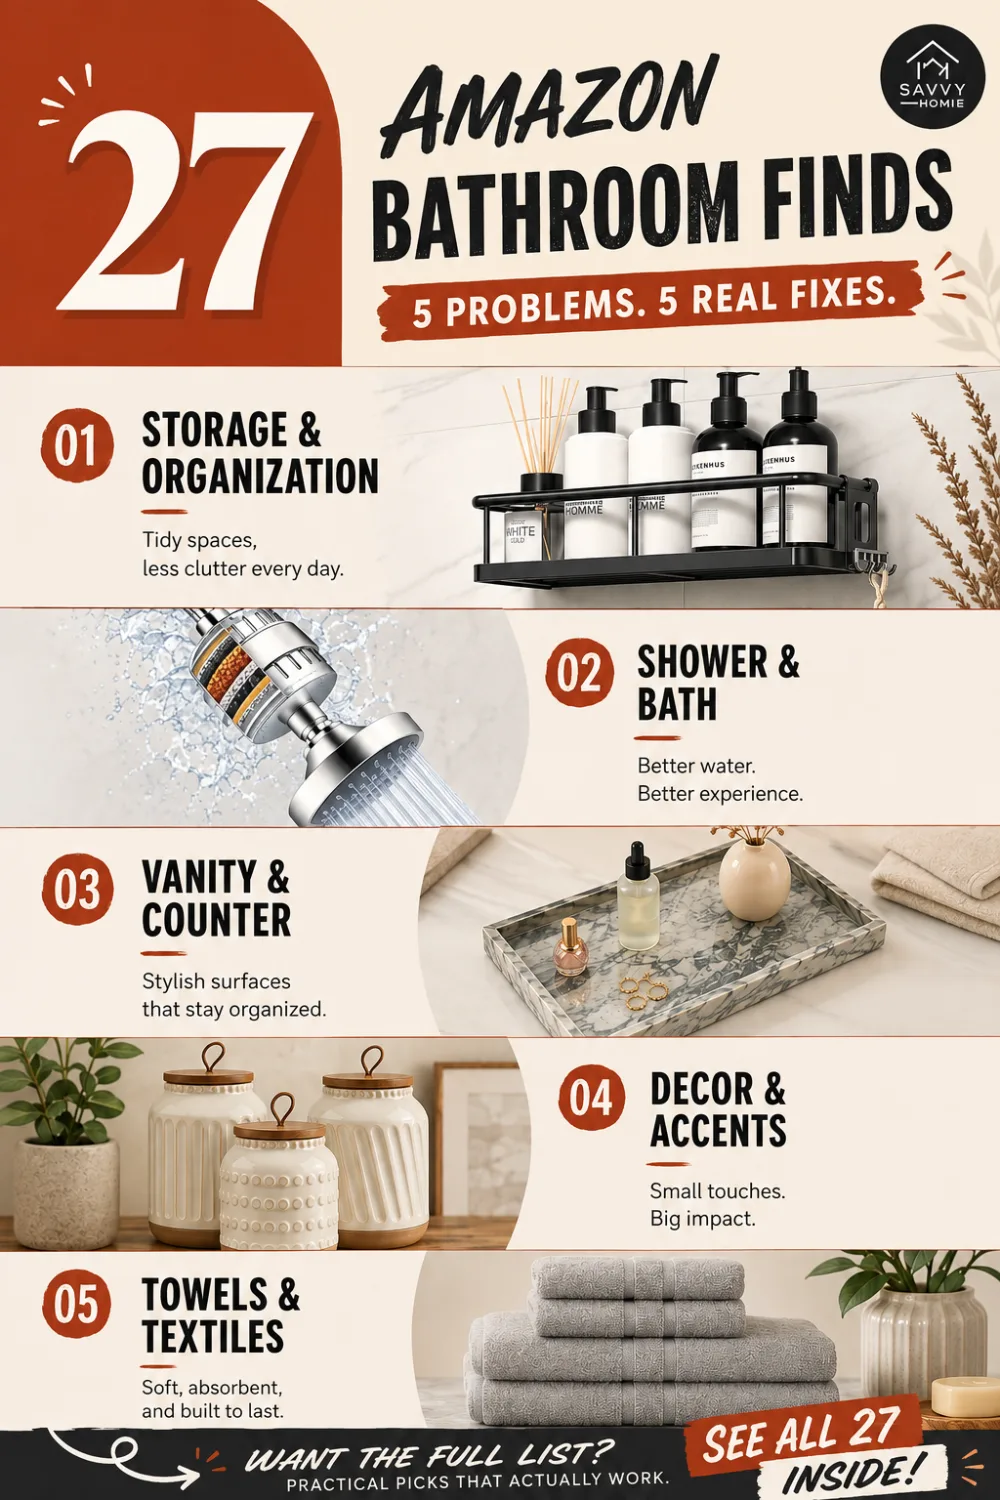 27
AMAZON
BATHROOM FINDS
5 PROBLEMS. 5 REAL FIXES.
SAVVY
HOMIE
01
STORAGE &
ORGANIZATION
Tidy spaces,
less clutter every day.
WHITE
HOMME
02
SHOWER &
BATH
Better water.
Better experience.
03
VANITY &
COUNTER
Stylish surfaces
that stay organized.
04
DECOR &
ACCENTS
Small touches.
Big impact.
05
TOWELS &
TEXTILES
Soft, absorbent,
and built to last.
WANT THE FULL LIST?
PRACTICAL PICKS THAT ACTUALLY WORK.
SEE ALL 27
INSIDE!